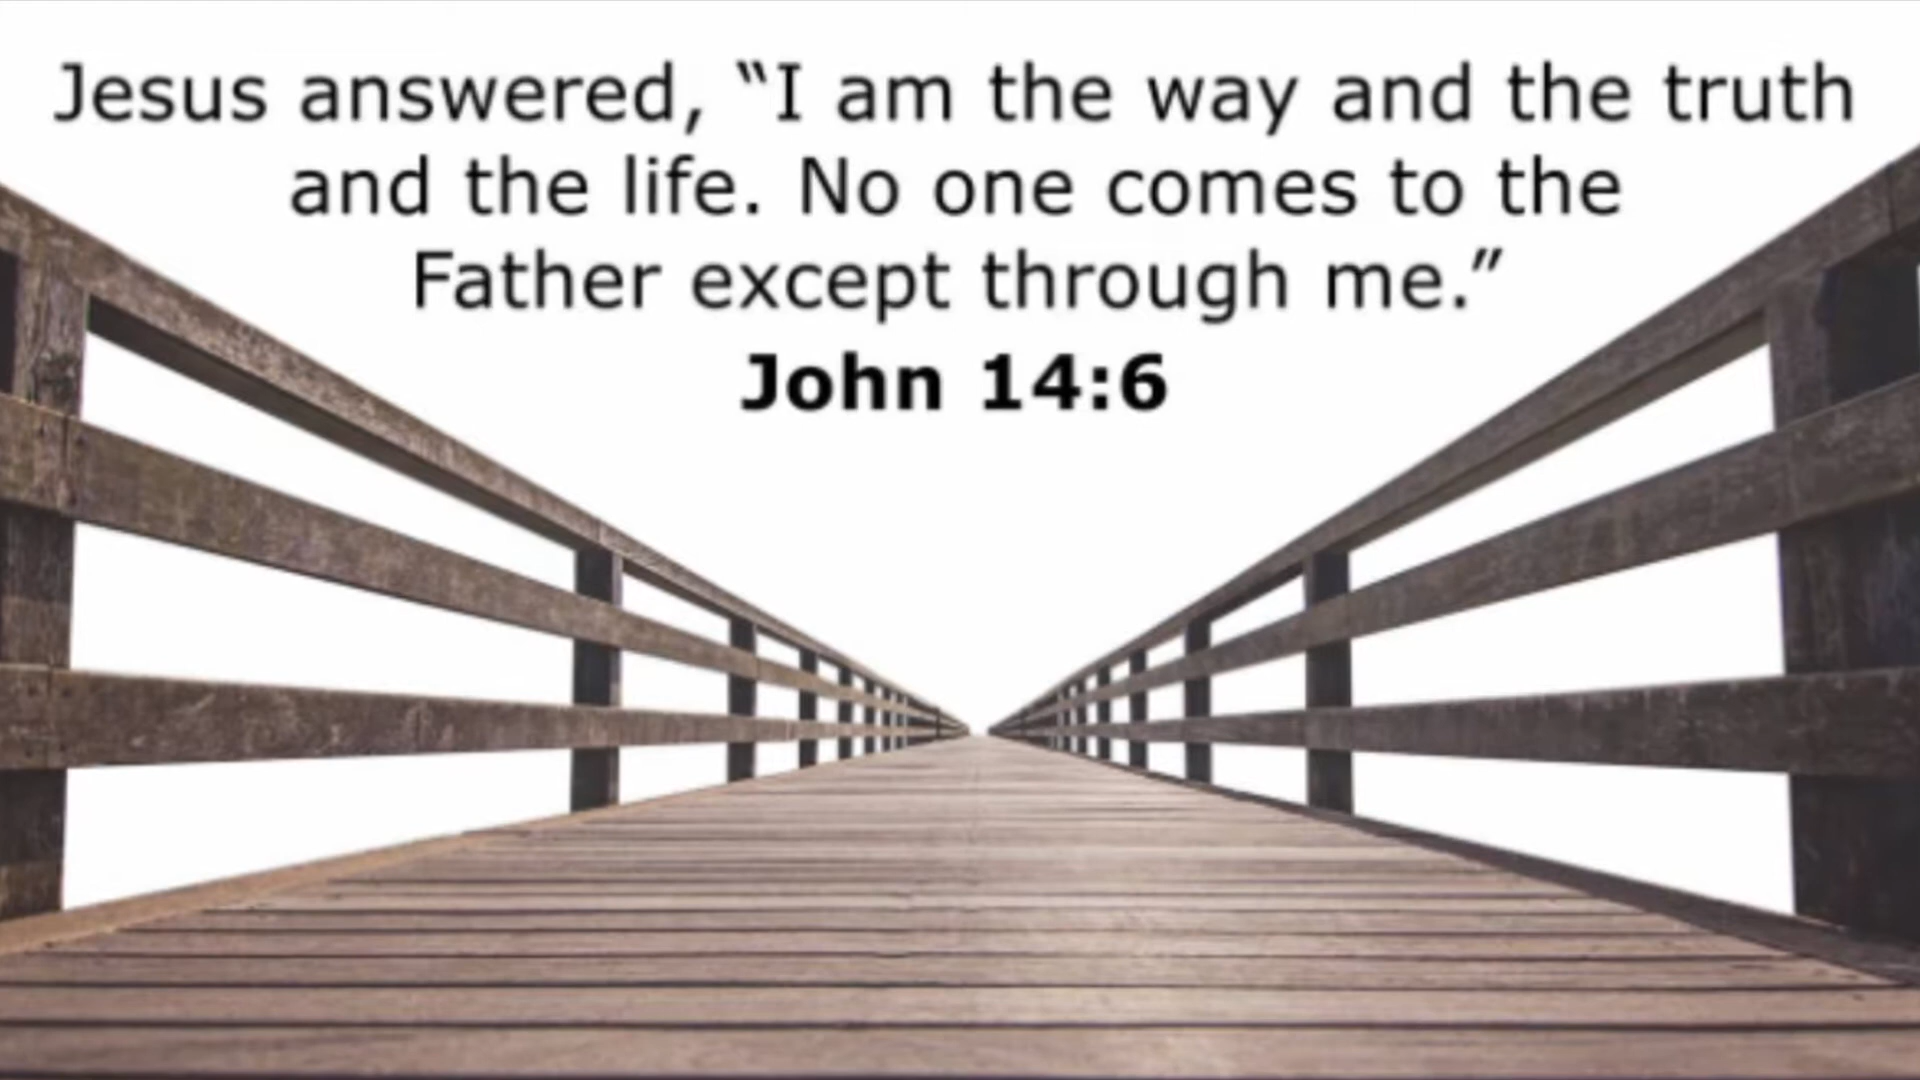 Jesus answered, “I am the way and the truth
and the life. No one comes to the
Father except through me.”
John 14:6